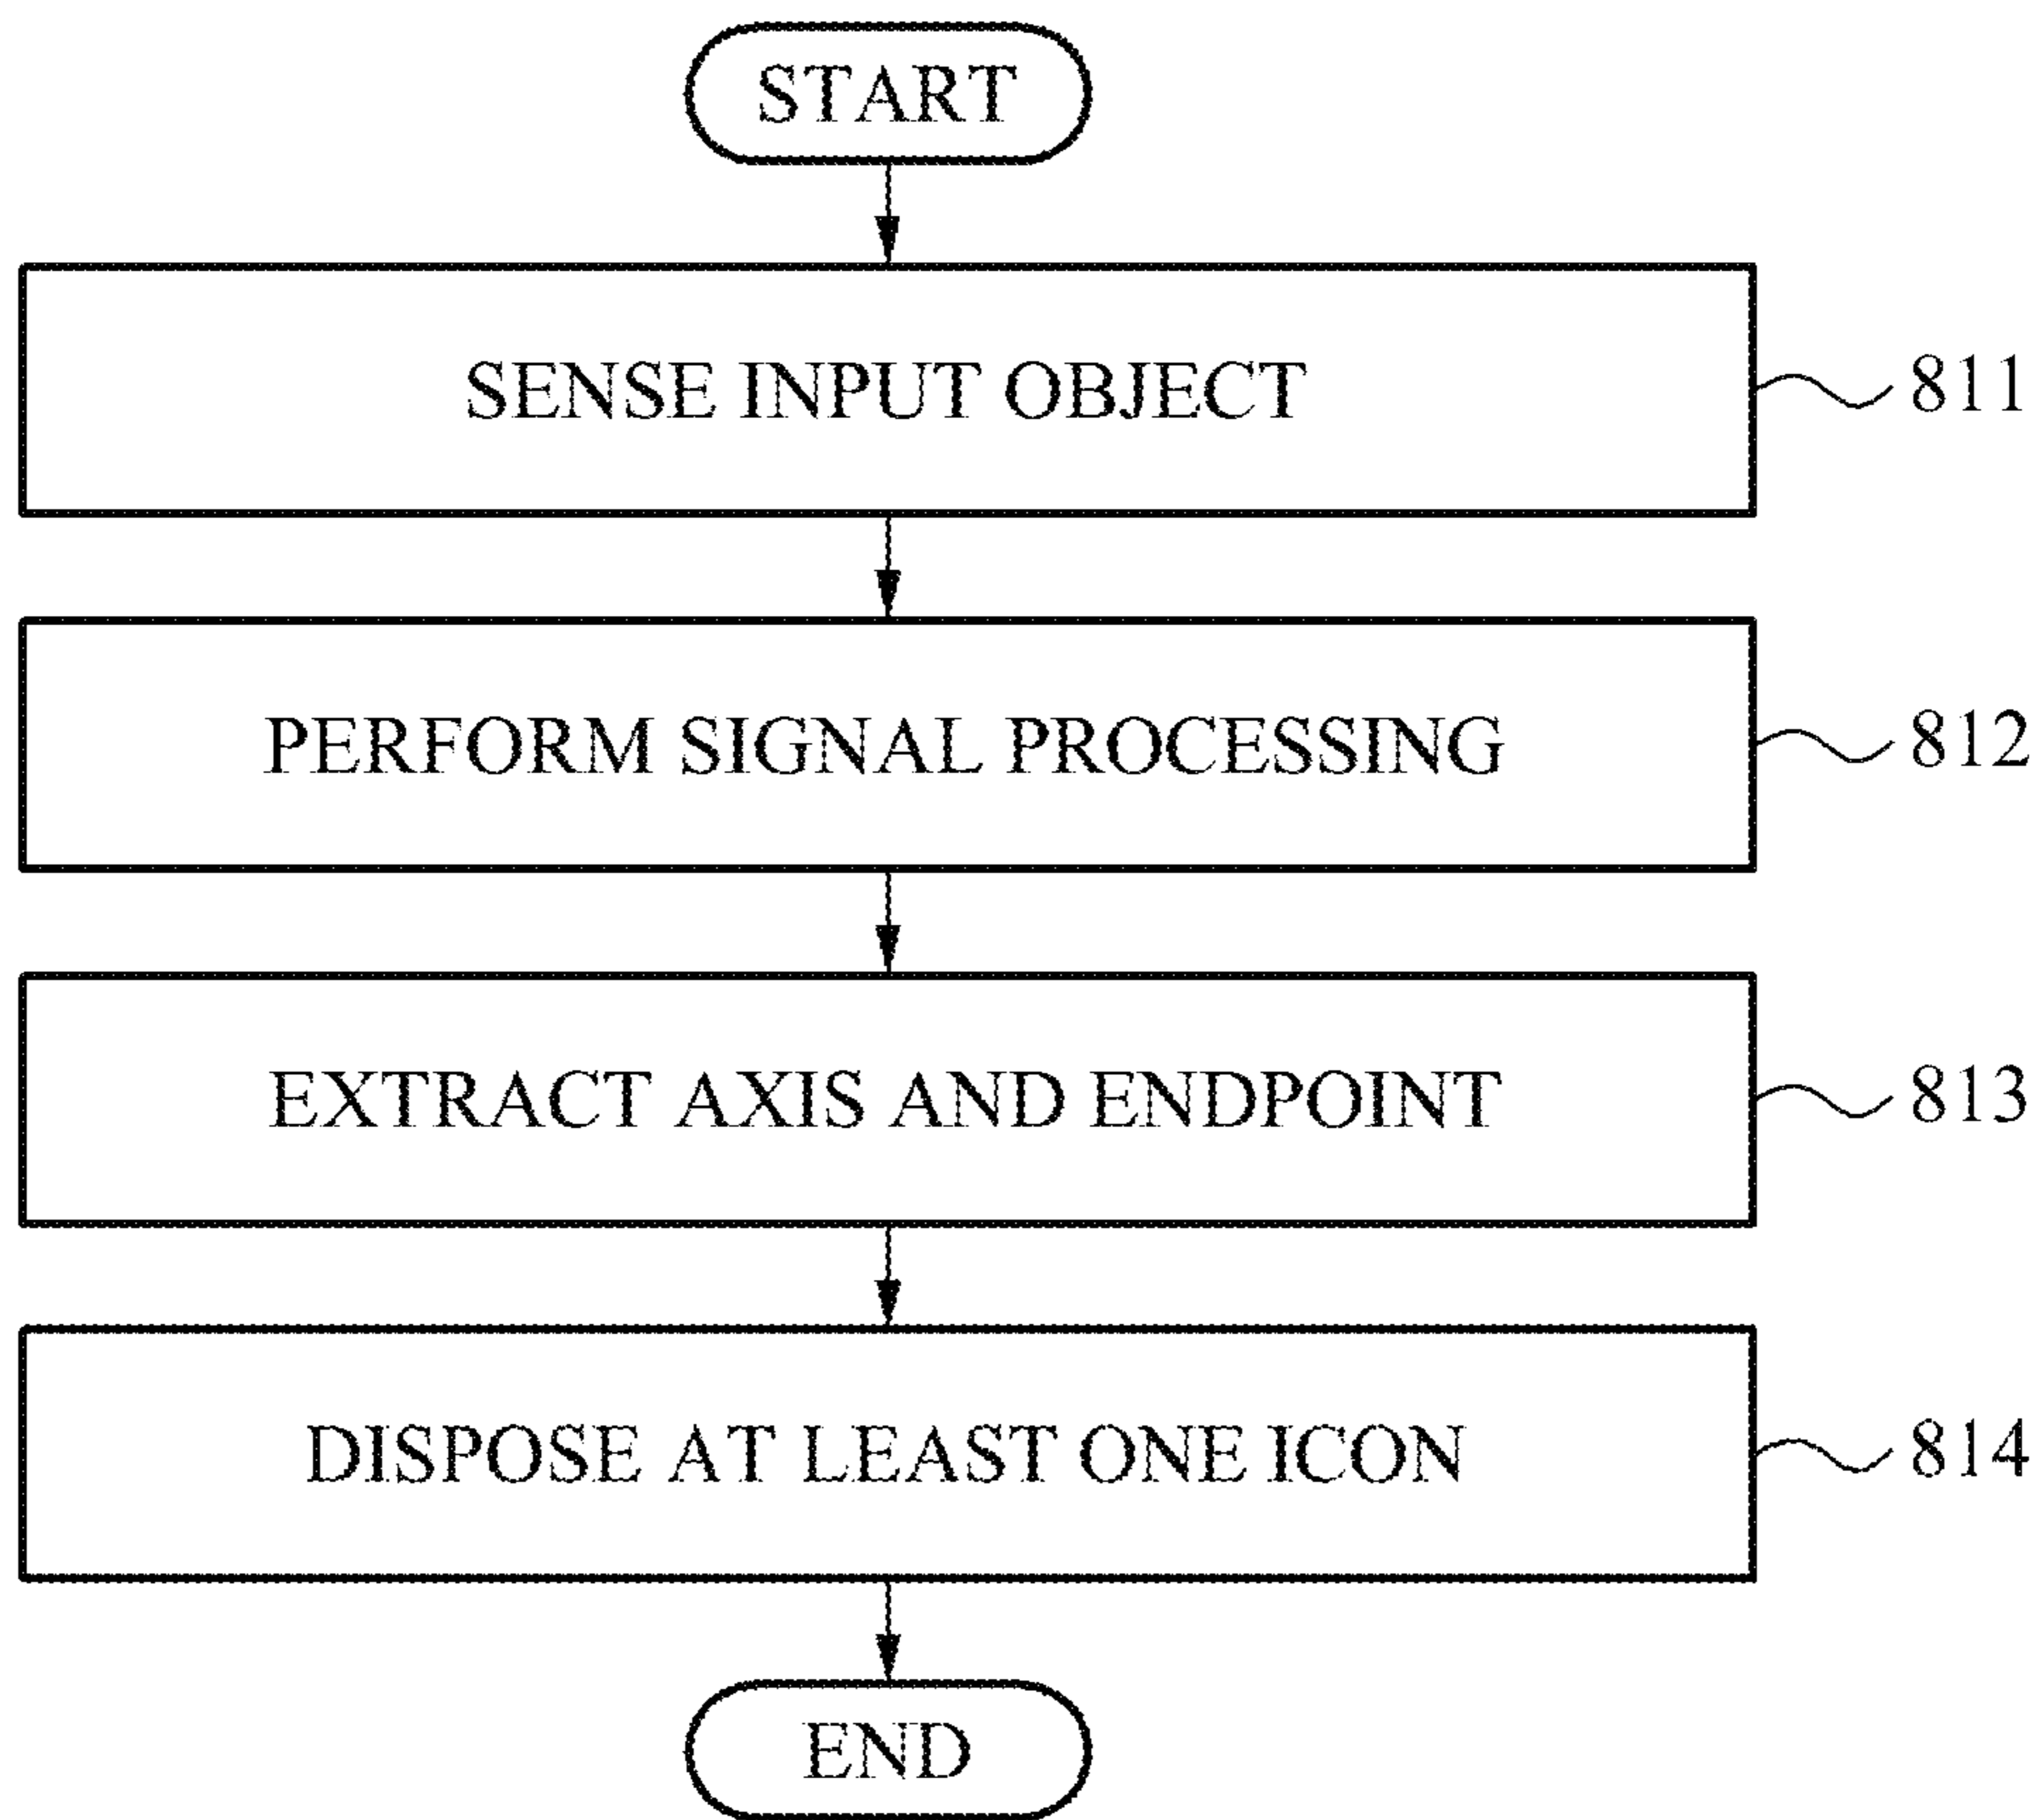 START
SENSE INPUT OBJECT 811
PERFORM SIGNAL PROCESSING 812
EXTRACT AXIS AND ENDPOINT 813
DISPOSE AT LEAST ONE ICON 814
END